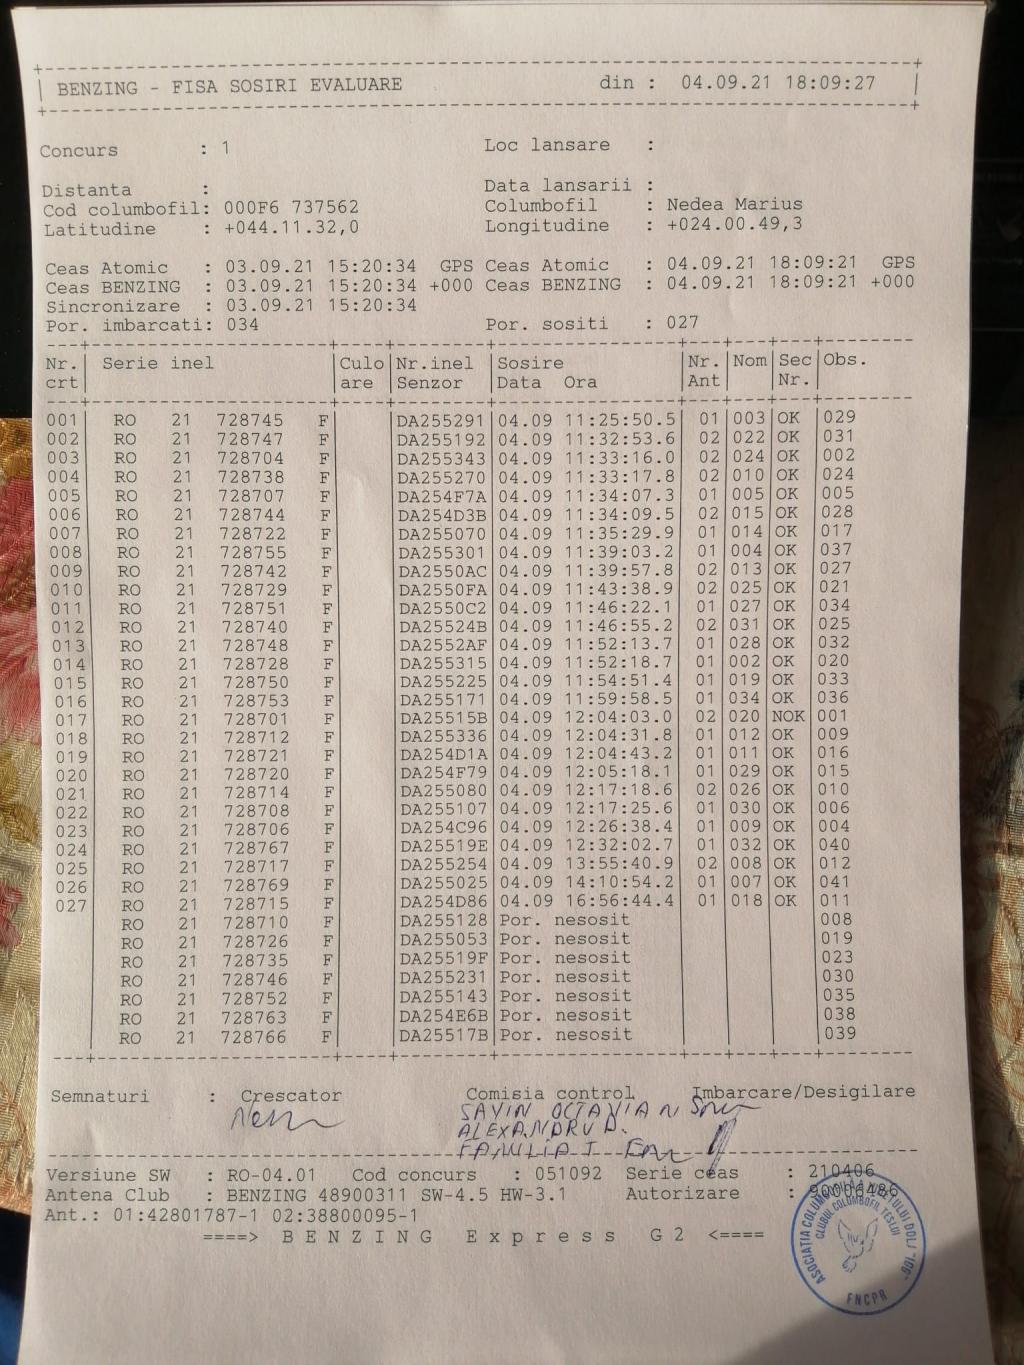 BENZING - FISA SOSIRI EVALUARE din : 04.09.21 18:09:27
Concurs : 1 Loc lansare :
Distanta : Data lansarii :
Cod columbofil: 000F6 737562 Columbofil : Nedea Marius
Latitudine : +044.11.32,0 Longitudine : +024.00.49,3
Ceas Atomic : 03.09.21 15:20:34 GPS Ceas Atomic : 04.09.21 18:09:21 GPS
Ceas BENZING : 03.09.21 15:20:34 +000 Ceas BENZING : 04.09.21 18:09:21 +000
Sincronizare : 03.09.21 15:20:34
Por. imbarcati: 034 Por. sositi : 027
Nr. Serie inel Culo Nr.inel Sosire Nr. Nom Sec Obs.
crt are Senzor Data Ora Ant Nr.
001 RO 21 728745 F DA255291 04.09 11:25:50.5 01 003 OK 029
002 RO 21 728747 F DA255192 04.09 11:32:53.6 02 022 OK 031
003 RO 21 728704 F DA255343 04.09 11:33:16.0 02 024 OK 002
004 RO 21 728738 F DA255270 04.09 11:33:17.8 02 010 OK 024
005 RO 21 728707 F DA254F7A 04.09 11:34:07.3 01 005 OK 005
006 RO 21 728744 F DA254D3B 04.09 11:34:09.5 02 015 OK 028
007 RO 21 728722 F DA255070 04.09 11:35:29.9 01 014 OK 017
008 RO 21 728755 F DA255301 04.09 11:39:03.2 01 004 OK 037
009 RO 21 728742 F DA2550AC 04.09 11:39:57.8 02 013 OK 027
010 RO 21 728729 F DA2550FA 04.09 11:43:38.9 02 025 OK 021
011 RO 21 728751 F DA2550C2 04.09 11:46:22.1 01 027 OK 034
012 RO 21 728740 F DA25524B 04.09 11:46:55.2 02 031 OK 025
013 RO 21 728748 F DA2552AF 04.09 11:52:13.7 01 028 OK 032
014 RO 21 728728 F DA255315 04.09 11:52:18.7 01 002 OK 020
015 RO 21 728750 F DA255225 04.09 11:54:51.4 01 019 OK 033
016 RO 21 728753 F DA255171 04.09 11:59:58.5 01 034 OK 036
017 RO 21 728701 F DA25515B 04.09 12:04:03.0 02 020 NOK 001
018 RO 21 728712 F DA255336 04.09 12:04:31.8 01 012 OK 009
019 RO 21 728721 F DA254D1A 04.09 12:04:43.2 01 011 OK 016
020 RO 21 728720 F DA254F79 04.09 12:05:18.1 01 029 OK 015
021 RO 21 728714 F DA255080 04.09 12:17:18.6 02 026 OK 010
022 RO 21 728708 F DA255107 04.09 12:17:25.6 01 030 OK 006
023 RO 21 728706 F DA254C96 04.09 12:26:38.4 01 009 OK 004
024 RO 21 728767 F DA25519E 04.09 12:32:02.7 01 032 OK 040
025 RO 21 728717 F DA255254 04.09 13:55:40.9 02 008 OK 012
026 RO 21 728769 F DA255025 04.09 14:10:54.2 01 007 OK 041
027 RO 21 728715 F DA254D86 04.09 16:56:44.4 01 018 OK 011
RO 21 728710 F DA255128 Por. nesosit 008
RO 21 728726 F DA255053 Por. nesosit 019
RO 21 728735 F DA25519F Por. nesosit 023
RO 21 728746 F DA255231 Por. nesosit 030
RO 21 728752 F DA255143 Por. nesosit 035
RO 21 728763 F DA254E6B Por. nesosit 038
RO 21 728766 F DA25517B Por. nesosit 039
Semnaturi : Crescator Comisia control Imbarcare/Desigilare
SAVIN OCTAVIAN
ALEXANDRU D.
FAMILIA I
Versiune SW : RO-04.01 Cod concurs : 051092 Serie ceas : 210406
Antena Club : BENZING 48900311 SW-4.5 HW-3.1 Autorizare : 90006486
Ant.: 01:42801787-1 02:38800095-1
====> BENZING Express G2 <====
ASOCIATIA COLUMBOFILA A JUDETULUI DOLJ
CLUBUL COLUMBOFIL TESLUI
FNCPR